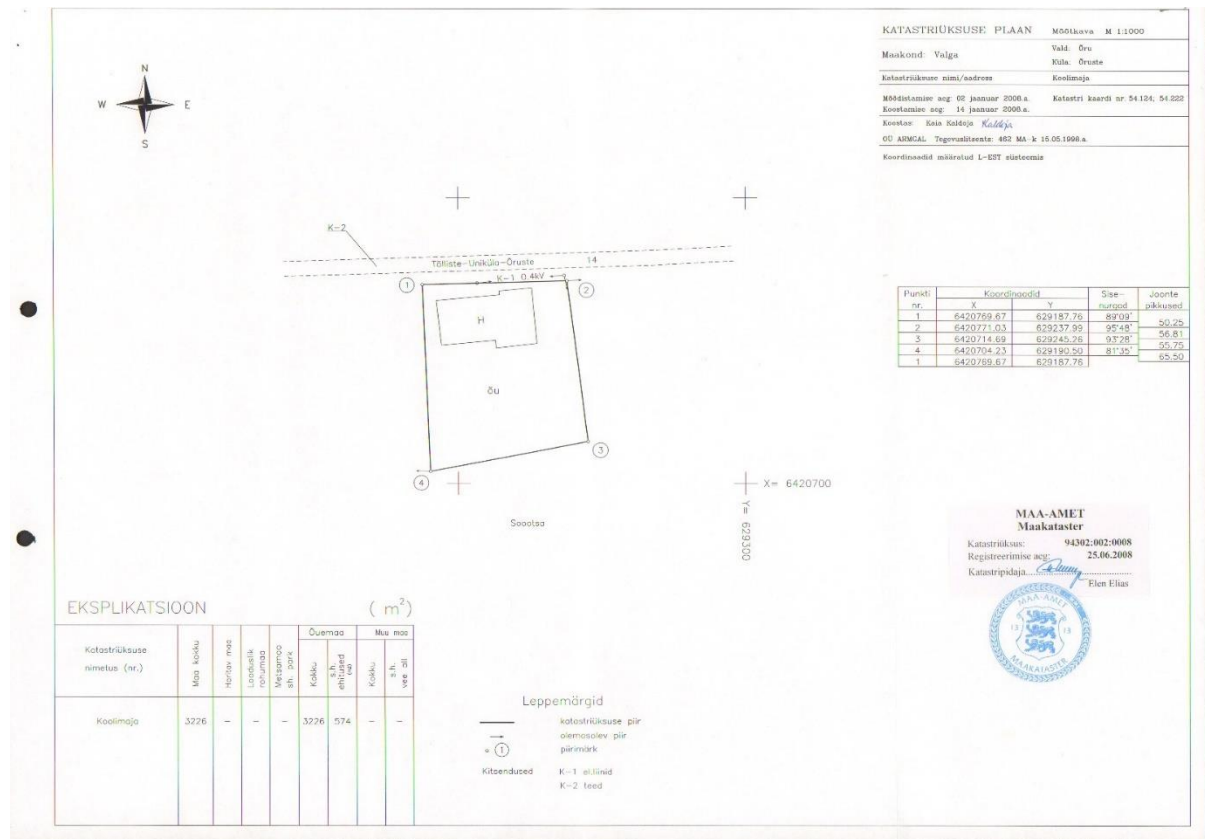 KATASTRIÜKSUSE PLAAN Mõõtkava M 1:1000
Maakond: Valga
Vald: Õru
Küla: Õruste
Katastriüksuse nimi/aadress Koolimaja
Mõõdistamise aeg: 02 jaanuar 2008.a. Katastri kaardi nr. 54.124; 54.222
Koostamise aeg: 14 jaanuar 2008.a.
Koostas: Kaia Kaldoja Kaldoja
OÜ ARMGAL Tegevuslitsents: 462 MA-k 15.05.1998.a.
Koordinaadid määratud L-EST süsteemis
N
W E
S
K-2
Tõlliste-Uniküla-Õruste 14
K-1 0.4kV
1
2
H
õu
3
4
X= 6420700
Y= 629300
Sootsa
Punkti nr. Koordinaadid Sise-nurgad Joonte pikkused
X Y
1 6420769.67 629187.76 89°09'
50.25
2 6420771.03 629237.99 95°48'
56.81
3 6420714.69 629245.26 93°28'
55.75
4 6420704.23 629190.50 81°35'
65.50
1 6420769.67 629187.76
MAA-AMET
Maakataster
Katastriüksus: 94302:002:0008
Registreerimise aeg: 25.06.2008
Katastripidaja
Elen Elias
MAA-AMET
13 13
MAAKATASTER
EKSPLIKATSIOON ( m²)
Katastriüksuse nimetus (nr.)
Maa kokku
Haritav maa
Looduslik rohumaa
Metsamaa sh. park
Õuemaa
Kokku
s.h. ehitused
Muu maa
Kokku
s.h. vee all
Koolimaja 3226 – – – 3226 574 – –
Leppemärgid
katastriüksuse piir
olemasolev piir
1 piirimärk
Kitsendused K-1 el.liinid
K-2 teed